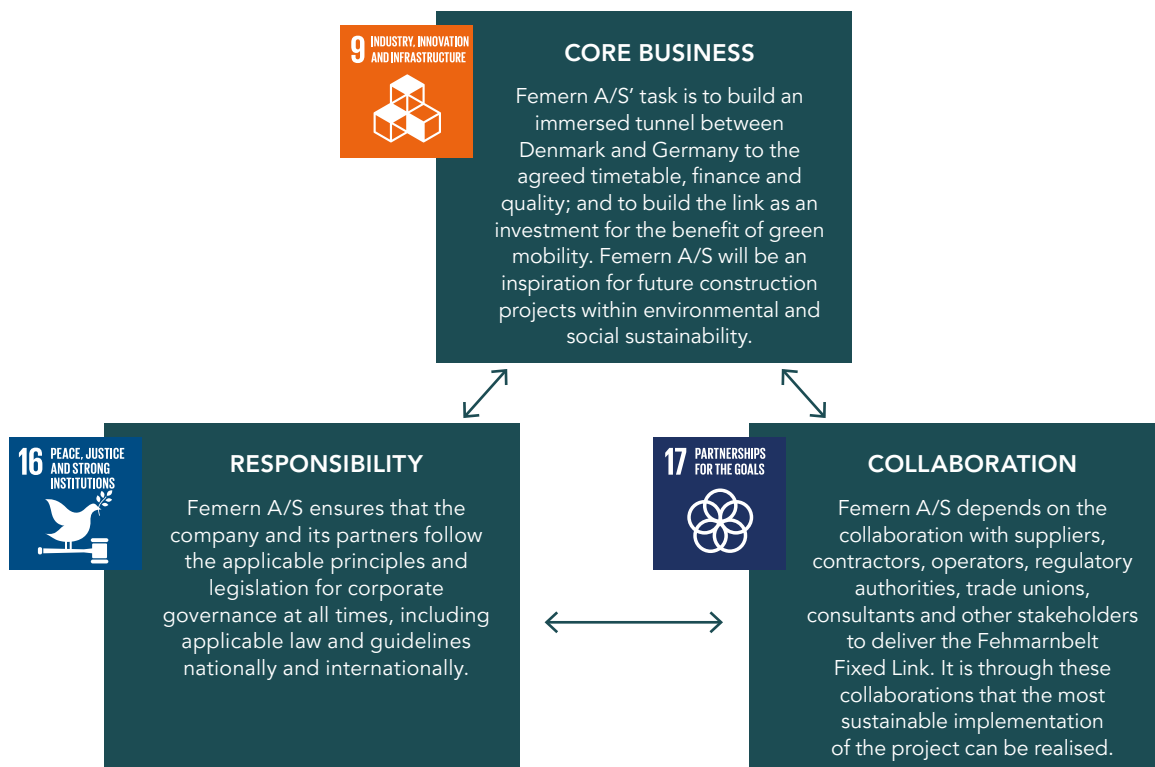 9 INDUSTRY, INNOVATION
AND INFRASTRUCTURE
CORE BUSINESS
Femern A/S’ task is to build an
immersed tunnel between
Denmark and Germany to the
agreed timetable, finance and
quality; and to build the link as an
investment for the benefit of green
mobility. Femern A/S will be an
inspiration for future construction
projects within environmental and
social sustainability.
16 PEACE, JUSTICE
AND STRONG
INSTITUTIONS
RESPONSIBILITY
Femern A/S ensures that the
company and its partners follow
the applicable principles and
legislation for corporate
governance at all times, including
applicable law and guidelines
nationally and internationally.
17 PARTNERSHIPS
FOR THE GOALS
COLLABORATION
Femern A/S depends on the
collaboration with suppliers,
contractors, operators, regulatory
authorities, trade unions,
consultants and other stakeholders
to deliver the Fehmarnbelt
Fixed Link. It is through these
collaborations that the most
sustainable implementation
of the project can be realised.